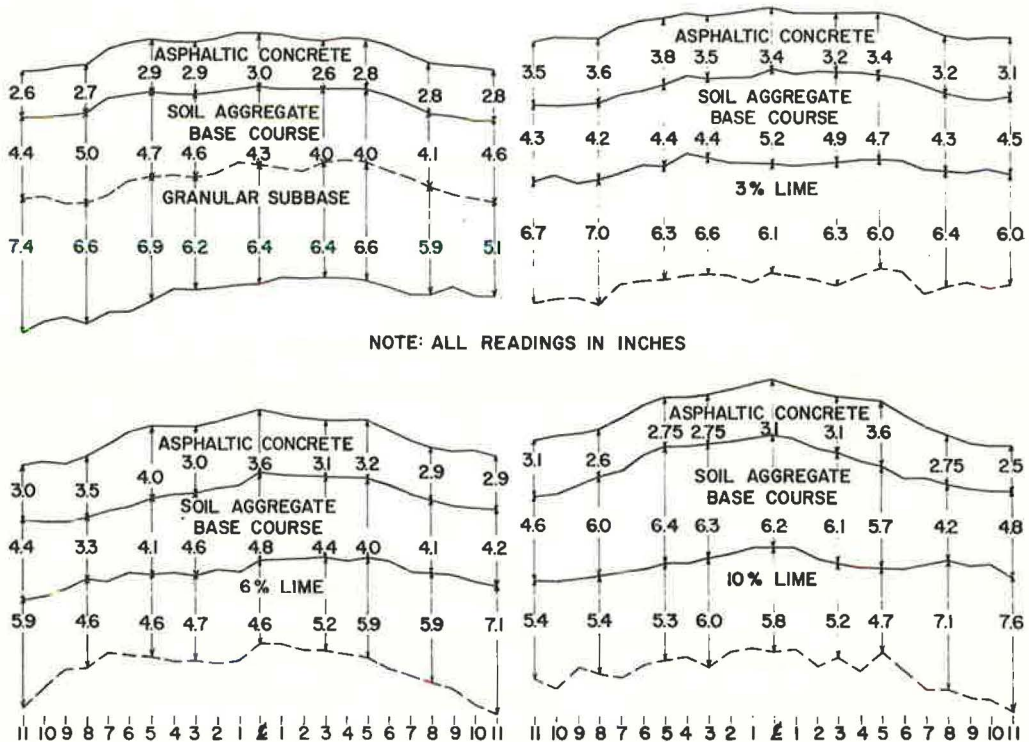 ASPHALTIC CONCRETE
2.6 2.7 2.9 2.9 3.0 2.6 2.8 2.8 2.8
SOIL AGGREGATE
BASE COURSE
4.4 5.0 4.7 4.6 4.3 4.0 4.0 4.1 4.6
GRANULAR SUBBASE
7.4 6.6 6.9 6.2 6.4 6.4 6.6 5.9 5.1
ASPHALTIC CONCRETE
3.5 3.6 3.8 3.5 3.4 3.2 3.4 3.2 3.1
SOIL AGGREGATE
BASE COURSE
4.3 4.2 4.4 4.4 5.2 4.9 4.7 4.3 4.5
3% LIME
6.7 7.0 6.3 6.6 6.1 6.3 6.0 6.4 6.0
NOTE: ALL READINGS IN INCHES
ASPHALTIC CONCRETE
3.0 3.5 4.0 3.0 3.6 3.1 3.2 2.9 2.9
SOIL AGGREGATE
BASE COURSE
4.4 3.3 4.1 4.6 4.8 4.4 4.0 4.1 4.2
6% LIME
5.9 4.6 4.6 4.7 4.6 5.2 5.9 5.9 7.1
11 10 9 8 7 6 5 4 3 2 1 ℄ 1 2 3 4 5 6 7 8 9 10 11
ASPHALTIC CONCRETE
3.1 2.6 2.75 2.75 3.1 3.1 3.6 2.75 2.5
SOIL AGGREGATE
BASE COURSE
4.6 6.0 6.4 6.3 6.2 6.1 5.7 4.2 4.8
10% LIME
5.4 5.4 5.3 6.0 5.8 5.2 4.7 7.1 7.6
11 10 9 8 7 6 5 4 3 2 1 ℄ 1 2 3 4 5 6 7 8 9 10 11